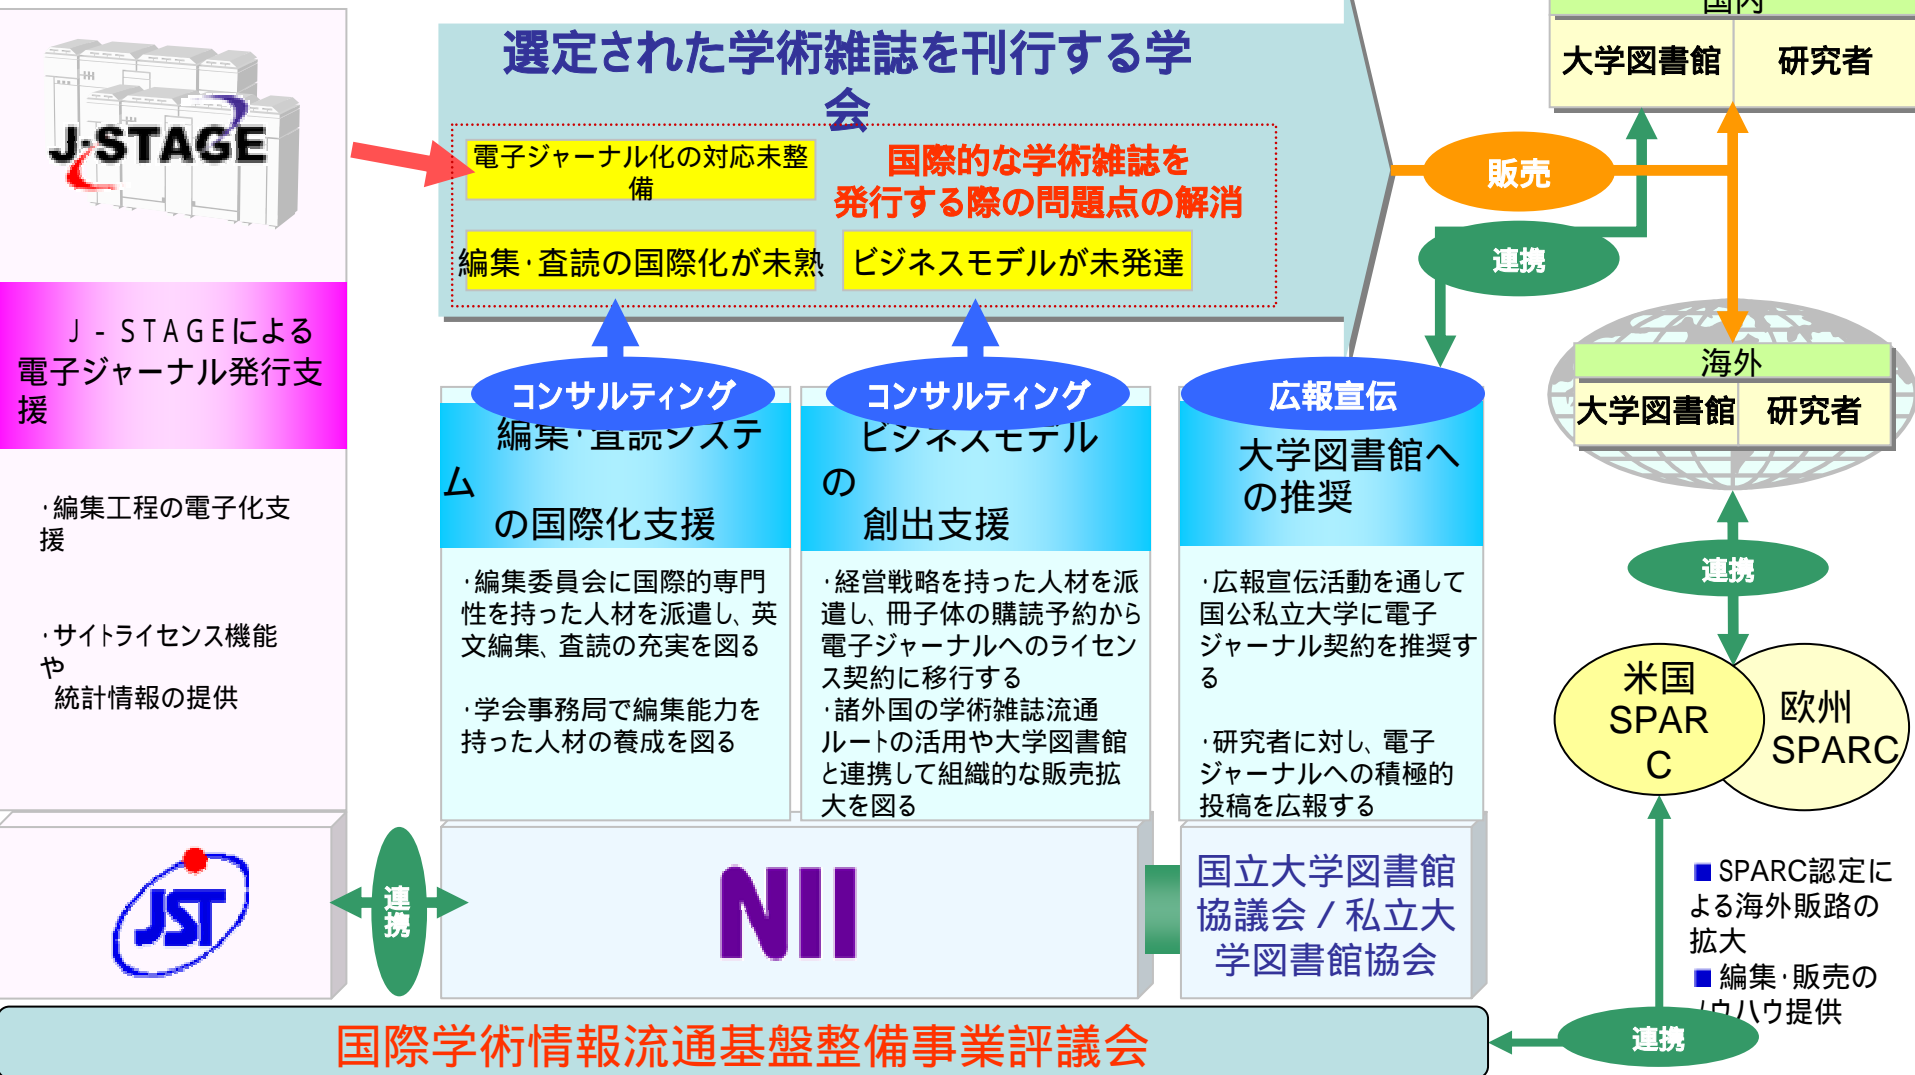 国内
大学図書館
研究者
選定された学術雑誌を刊行する学
会
J-STAGE
電子ジャーナル化の対応未整
備
国際的な学術雑誌を
発行する際の問題点の解消
編集・査読の国際化が未熟
ビジネスモデルが未発達
販売
連携
J-STAGEによる
電子ジャーナル発行支
援
・編集工程の電子化支
援
・サイトライセンス機能
や
統計情報の提供
コンサルティング
編集・査読システ
ム
の国際化支援
・編集委員会に国際的専門
性を持った人材を派遣し、英
文編集、査読の充実を図る
・学会事務局で編集能力を
持った人材の養成を図る
コンサルティング
ビジネスモデル
の
創出支援
・経営戦略を持った人材を派
遣し、冊子体の購読予約から
電子ジャーナルへのライセン
ス契約に移行する
・諸外国の学術雑誌流通
ルートの活用や大学図書館
と連携して組織的な販売拡
大を図る
広報宣伝
大学図書館へ
の推奨
・広報宣伝活動を通して
国公私立大学に電子
ジャーナル契約を推奨す
る
・研究者に対し、電子
ジャーナルへの積極的
投稿を広報する
海外
大学図書館
研究者
連携
米国
SPAR
C
欧州
SPARC
JST
連携
NII
国立大学図書館
協議会/私立大
学図書館協会
■ SPARC認定に
よる海外販路の
拡大
■ 編集・販売の
ノウハウ提供
連携
国際学術情報流通基盤整備事業評議会